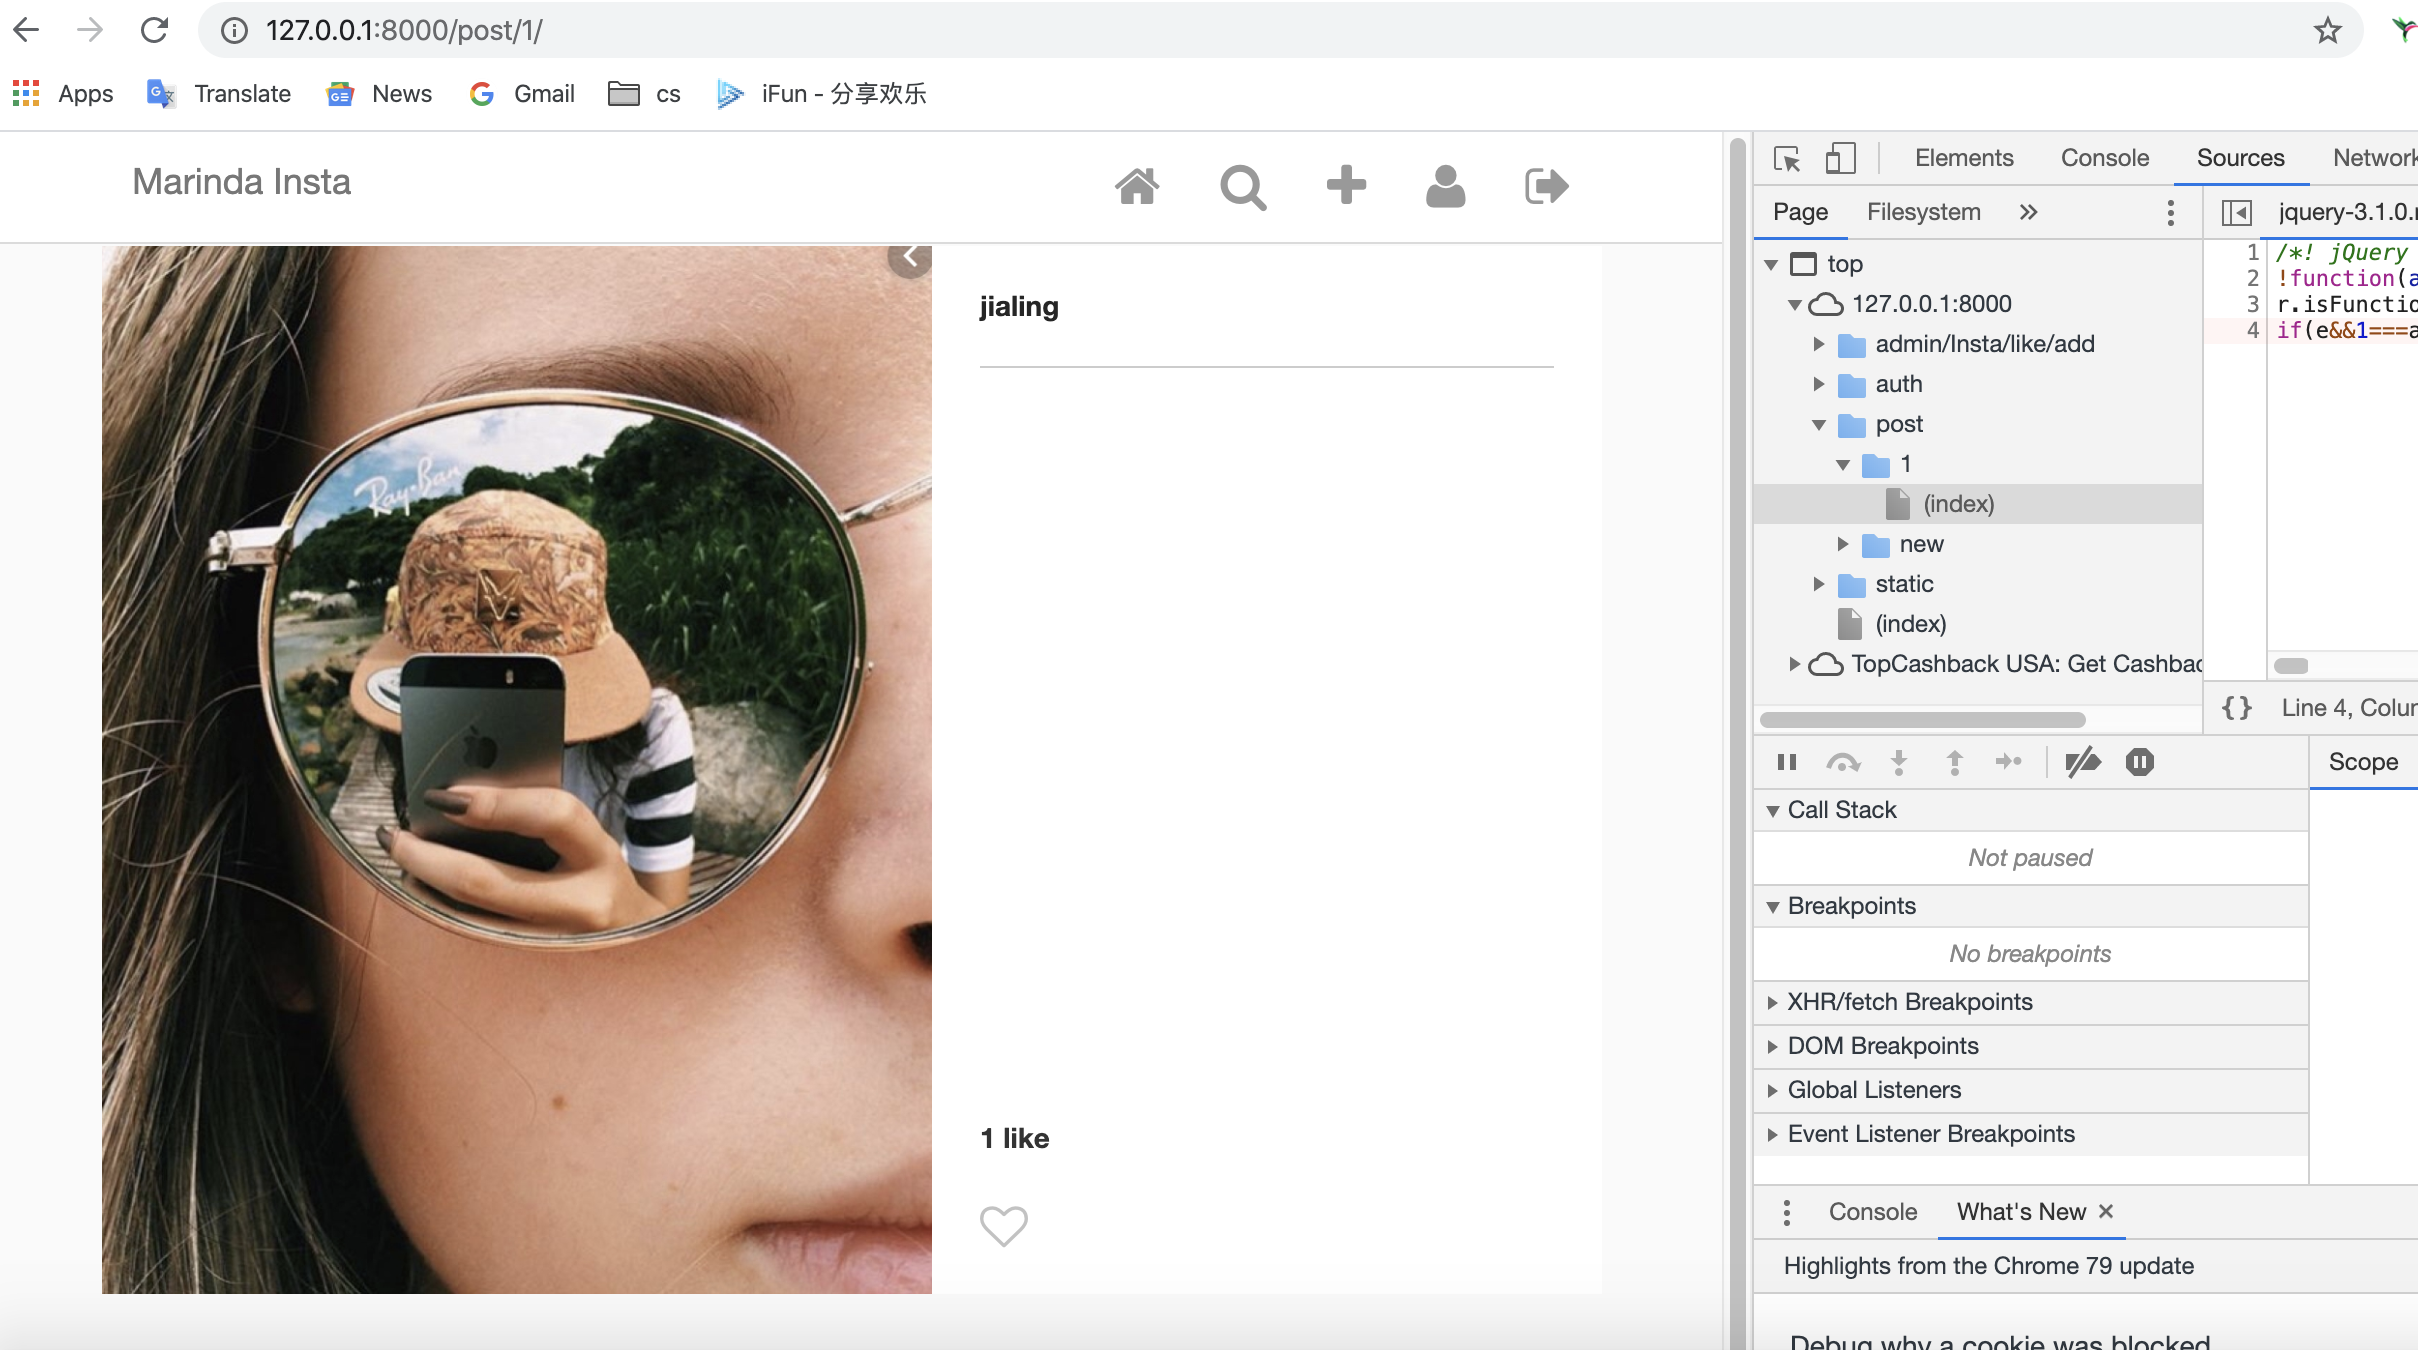 127.0.0.1:8000/post/1/
Apps
Translate
News
Gmail
cs
iFun - 分享欢乐
Marinda Insta
Ray-Ban
jialing
1 like
Elements
Console
Sources
Network
Page
Filesystem
»
jquery-3.1.0.
top
127.0.0.1:8000
admin/Insta/like/add
auth
post
1
(index)
new
static
(index)
TopCashback USA: Get Cashbac
1 /*! jQuery
2 !function(a
3 r.isFunctio
4 if(e&&1===a
{} Line 4, Colu
Scope
Call Stack
Not paused
Breakpoints
No breakpoints
XHR/fetch Breakpoints
DOM Breakpoints
Global Listeners
Event Listener Breakpoints
Console
What's New ×
Highlights from the Chrome 79 update
Debug why a cookie was blocked